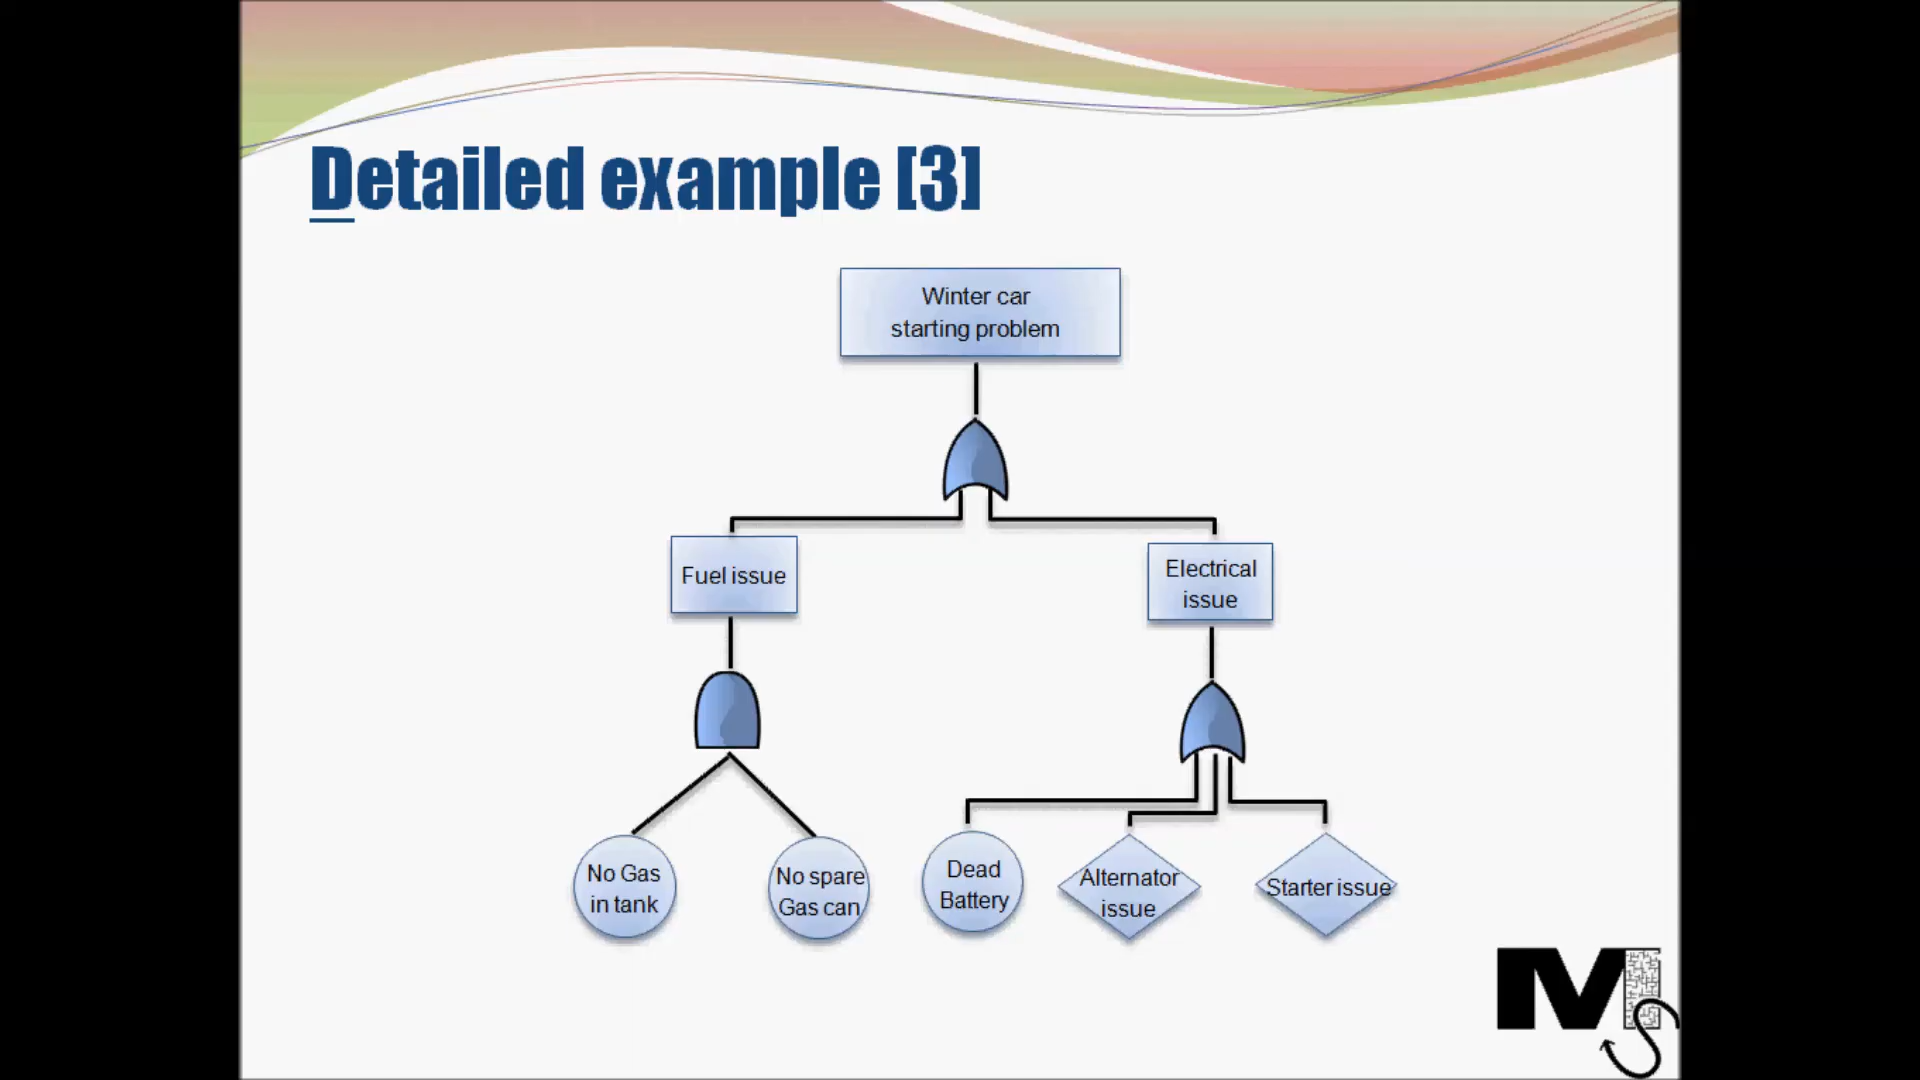 Detailed example [3]
Winter car
starting problem
Fuel issue
Electrical
issue
No Gas
in tank
No spare
Gas can
Dead
Battery
Alternator
issue
Starter issue
MS